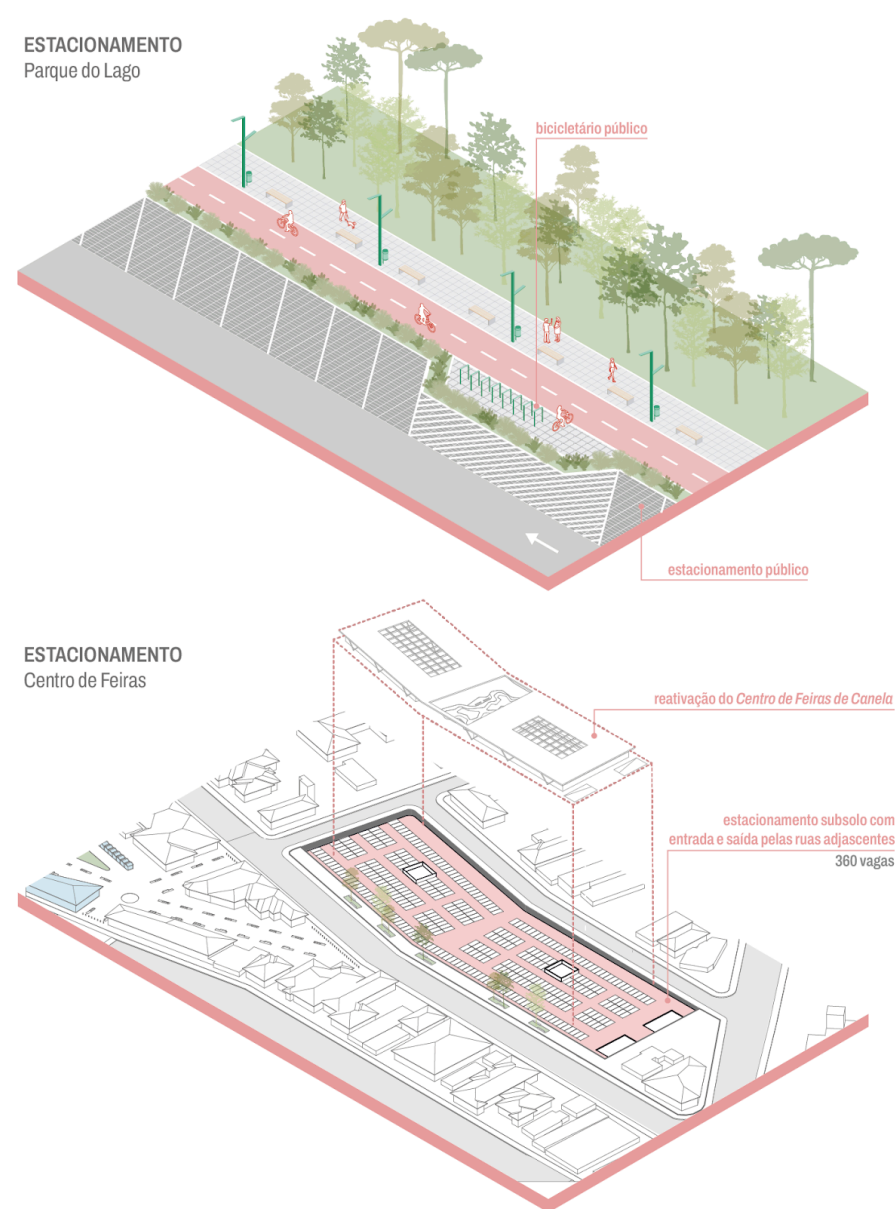 ESTACIONAMENTO
Parque do Lago
bicicletário público
estacionamento público
ESTACIONAMENTO
Centro de Feiras
reativação do Centro de Feiras de Canela
estacionamento subsolo com
entrada e saída pelas ruas adjascentes
360 vagas